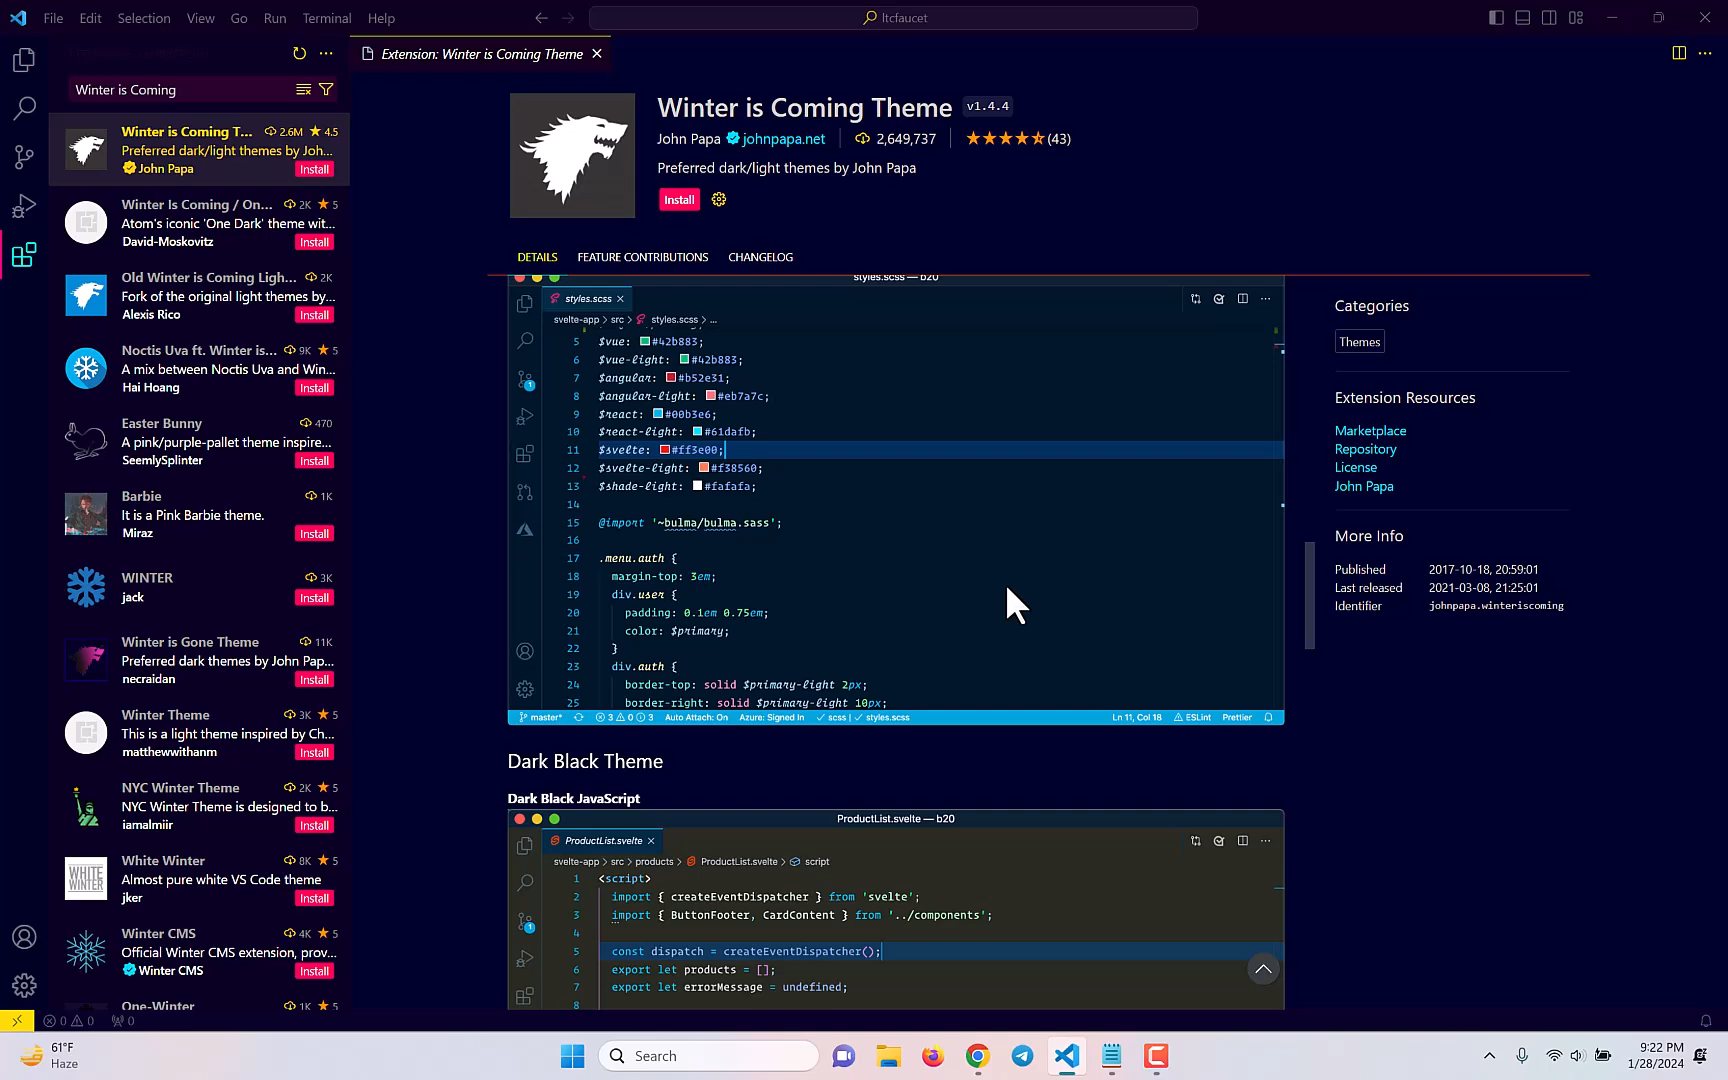 File Edit Selection View Go Run Terminal Help
ltcfaucet
Extension: Winter is Coming Theme
Winter is Coming
Winter is Coming T... 2.6M 4.5
Preferred dark/light themes by Joh...
John Papa Install
Winter Is Coming / On... 2K 5
Atom's iconic 'One Dark' theme wit...
David-Moskovitz Install
Old Winter is Coming Ligh... 2K
Fork of the original light themes by...
Alexis Rico Install
Noctis Uva ft. Winter is... 9K 5
A mix between Noctis Uva and Win...
Hai Hoang Install
Easter Bunny 470
A pink/purple-pallet theme inspire...
SeemlySplinter Install
Barbie 1K
It is a Pink Barbie theme.
Miraz Install
WINTER 3K
jack Install
Winter is Gone Theme 11K
Preferred dark themes by John Pap...
necraidan Install
Winter Theme 3K 5
This is a light theme inspired by Ch...
matthewwithanm Install
NYC Winter Theme 2K 5
NYC Winter Theme is designed to b...
iamalmiir Install
White Winter 8K 5
Almost pure white VS Code theme
jker Install
WHITE
WINTER
Winter CMS 4K 5
Official Winter CMS extension, prov...
Winter CMS Install
One-Winter 1K 5
Winter is Coming Theme v1.4.4
John Papa johnpapa.net 2,649,737 (43)
Preferred dark/light themes by John Papa
Install
DETAILS FEATURE CONTRIBUTIONS CHANGELOG
styles.scss — b20
styles.scss
svelte-app > src > styles.scss > ...
5 $vue: #42b883;
6 $vue-light: #42b883;
7 $angular: #b52e31;
8 $angular-light: #eb7a7c;
9 $react: #00b3e6;
10 $react-light: #61dafb;
11 $svelte: #ff3e00;
12 $svelte-light: #f38560;
13 $shade-light: #fafafa;
14
15 @import '~bulma/bulma.sass';
16
17 .menu.auth {
18 margin-top: 3em;
19 div.user {
20 padding: 0.1em 0.75em;
21 color: $primary;
22 }
23 div.auth {
24 border-top: solid $primary-light 2px;
25 border-right: solid $primary-light 10px;
master* 3 0 3 Auto Attach: On Azure: Signed In scss | styles.scss Ln 11, Col 18 ESLint Prettier
Dark Black Theme
Dark Black JavaScript
ProductList.svelte — b20
ProductList.svelte
svelte-app > src > products > ProductList.svelte > script
1 <script>
2 import { createEventDispatcher } from 'svelte';
3 import { ButtonFooter, CardContent } from '../components';
4
5 const dispatch = createEventDispatcher();
6 export let products = [];
7 export let errorMessage = undefined;
8
Categories
Themes
Extension Resources
Marketplace
Repository
License
John Papa
More Info
Published 2017-10-18, 20:59:01
Last released 2021-03-08, 21:25:01
Identifier johnpapa.winteriscoming
0 0 0
61°F
Haze
Search
9:22 PM
1/28/2024